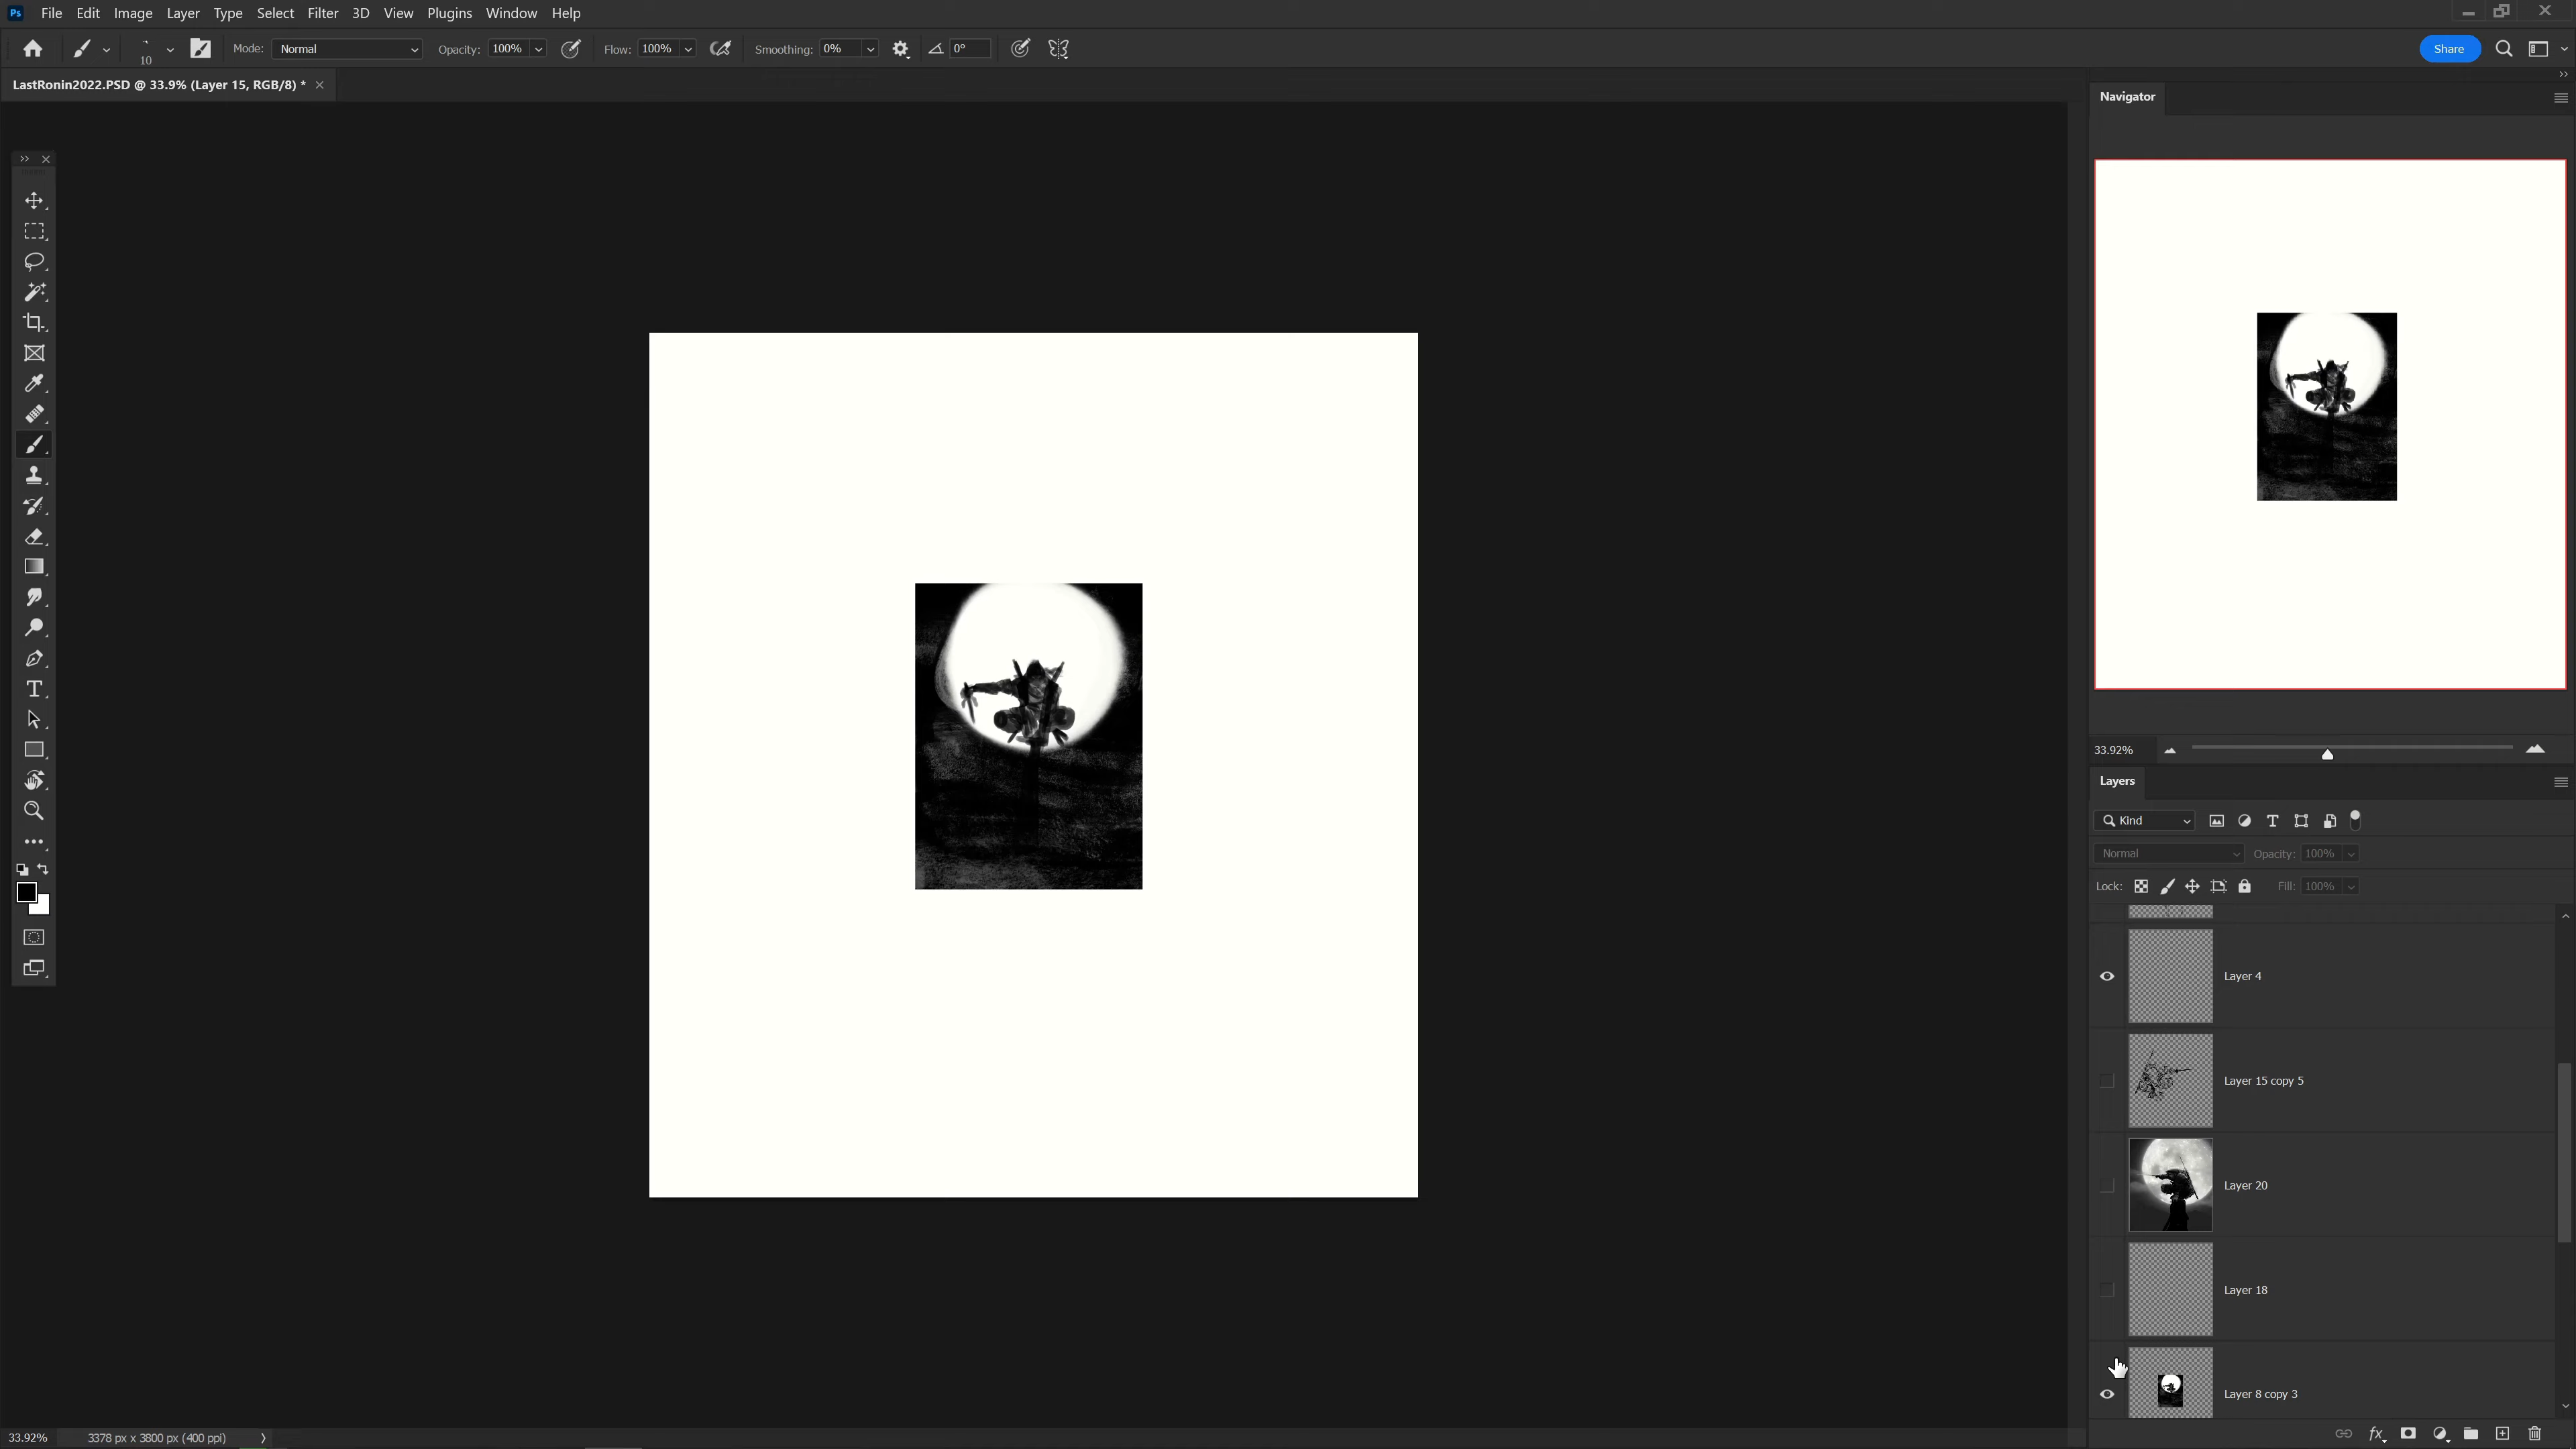 Ps File Edit Image Layer Type Select Filter 3D View Plugins Window Help
10 Mode: Normal Opacity: 100% Flow: 100% Smoothing: 0% 0° Share
LastRonin2022.PSD @ 33.9% (Layer 15, RGB/8) *
Navigator
33.92%
Layers
Kind
Normal Opacity: 100%
Lock: Fill: 100%
Layer 4
Layer 15 copy 5
Layer 20
Layer 18
Layer 8 copy 3
fx
33.92% 3378 px x 3800 px (400 ppi)